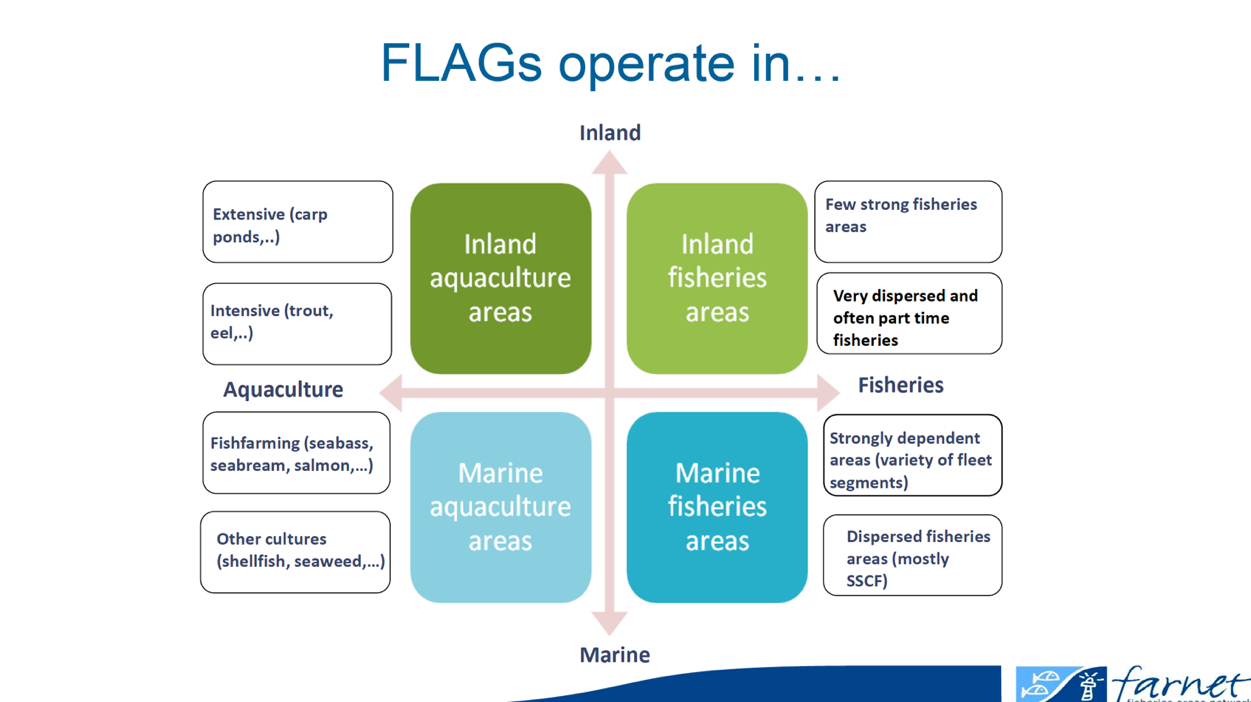 FLAGs operate in…
Inland
Extensive (carp
ponds,..)
Inland
aquaculture
areas
Inland
fisheries
areas
Few strong fisheries
areas
Intensive (trout,
eel,..)
Very dispersed and
often part time
fisheries
Aquaculture
Fisheries
Fishfarming (seabass,
seabream, salmon,…)
Marine
aquaculture
areas
Marine
fisheries
areas
Strongly dependent
areas (variety of fleet
segments)
Other cultures
(shellfish, seaweed,…)
Dispersed fisheries
areas (mostly
SSCF)
Marine
farnet